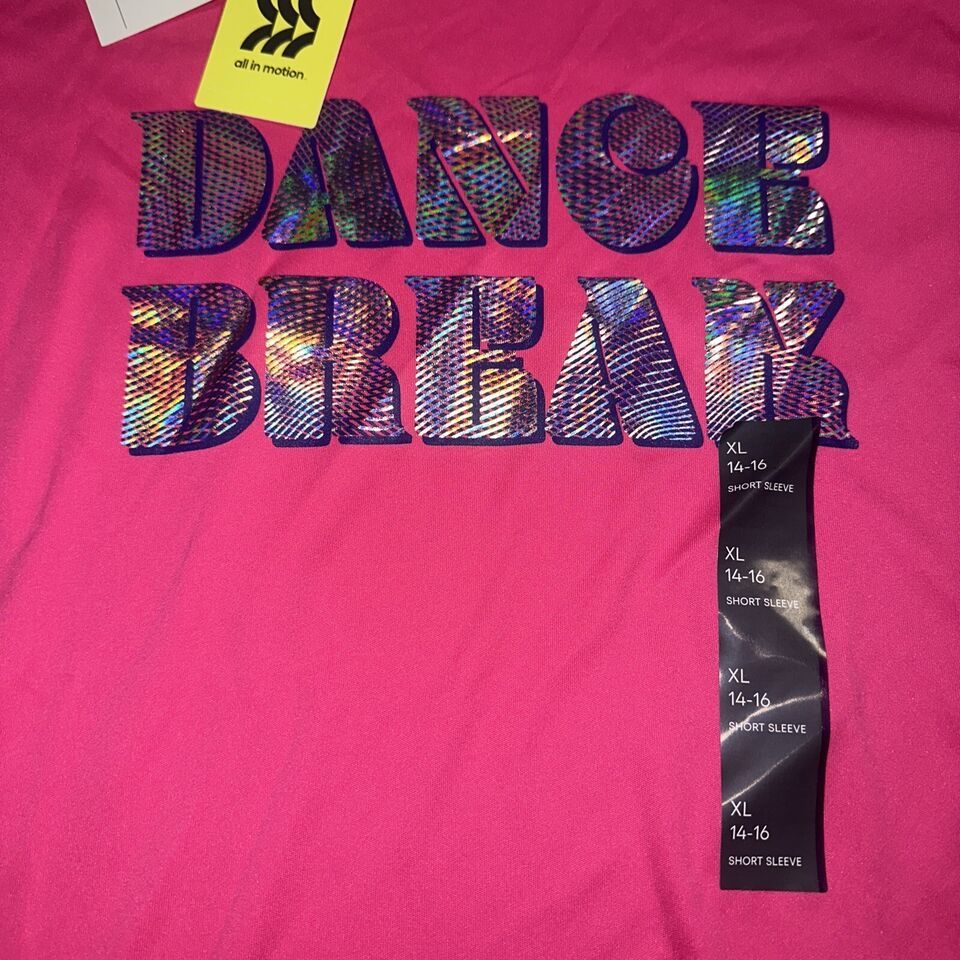 all in motion™
DANCE
BREAK
XL
14-16
SHORT SLEEVE
XL
14-16
SHORT SLEEVE
XL
14-16
SHORT SLEEVE
XL
14-16
SHORT SLEEVE